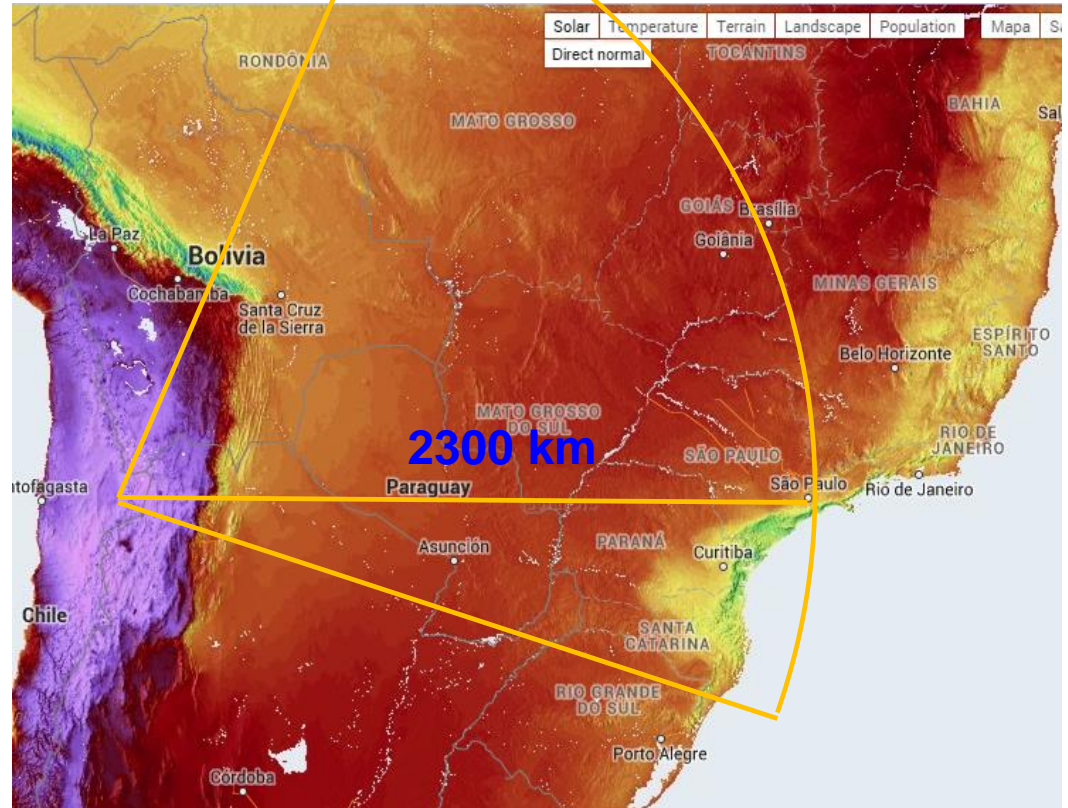 Solar Temperature Terrain Landscape Population Mapa
Direct normal
TOCANTINS
RONDÔNIA
BAHIA
MATO GROSSO
GOIÁS Brasília
La Paz
Goiânia
Bolivia
MINAS GERAIS
Cochabamba
Santa Cruz
de la Sierra
ESPÍRITO
SANTO
Belo Horizonte
MATO GROSSO
DO SUL
2300 km
RIO DE
JANEIRO
SÃO PAULO
ntofagasta
Paraguay
São Paulo
Rio de Janeiro
Asunción
PARANÁ
Curitiba
Chile
SANTA
CATARINA
RIO GRANDE
DO SUL
Porto Alegre
Córdoba